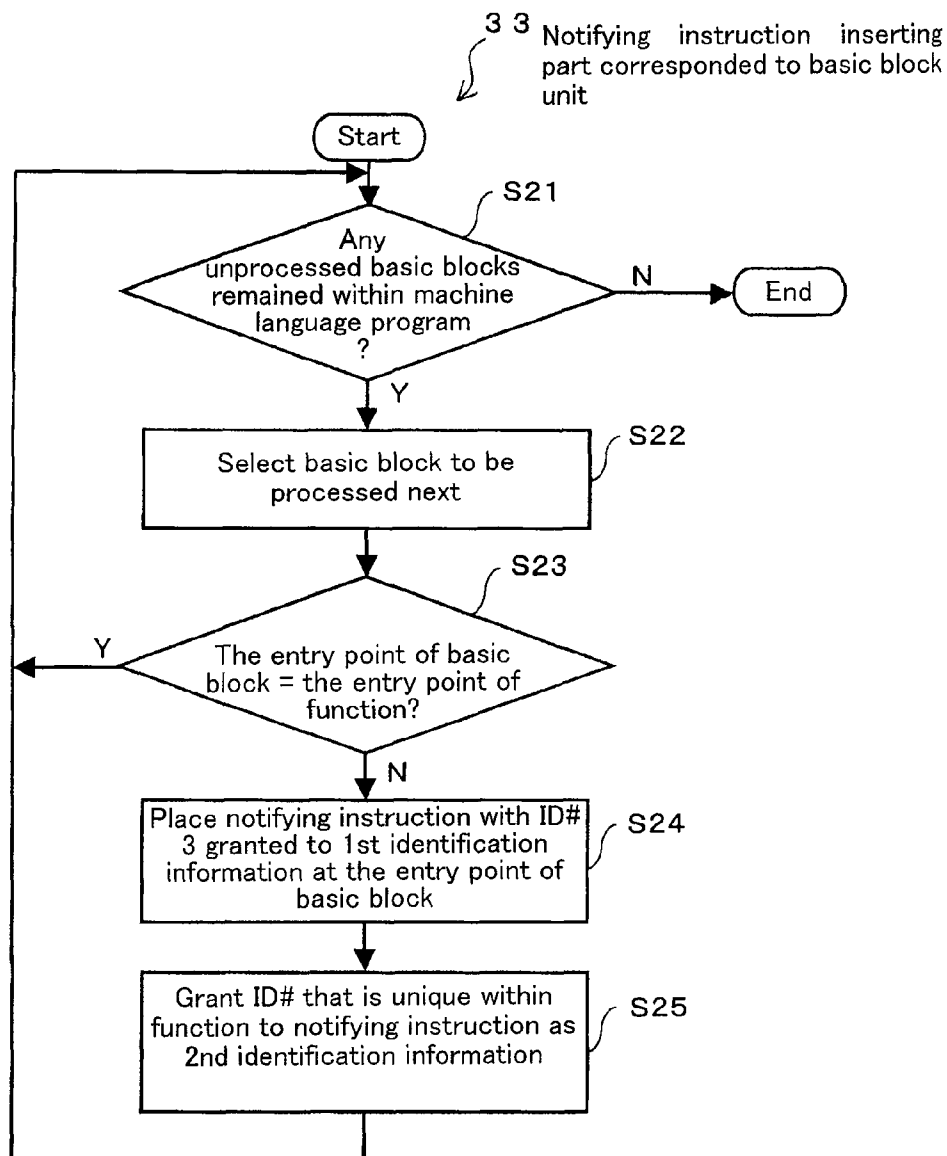 33 Notifying instruction inserting
part corresponded to basic block
unit
Start
S21
Any
unprocessed basic blocks
remained within machine
language program
?
N
End
Y
S22
Select basic block to be
processed next
S23
Y
The entry point of basic
block = the entry point of
function?
N
Place notifying instruction with ID#
3 granted to 1st identification
information at the entry point of
basic block
S24
Grant ID# that is unique within
function to notifying instruction as
2nd identification information
S25